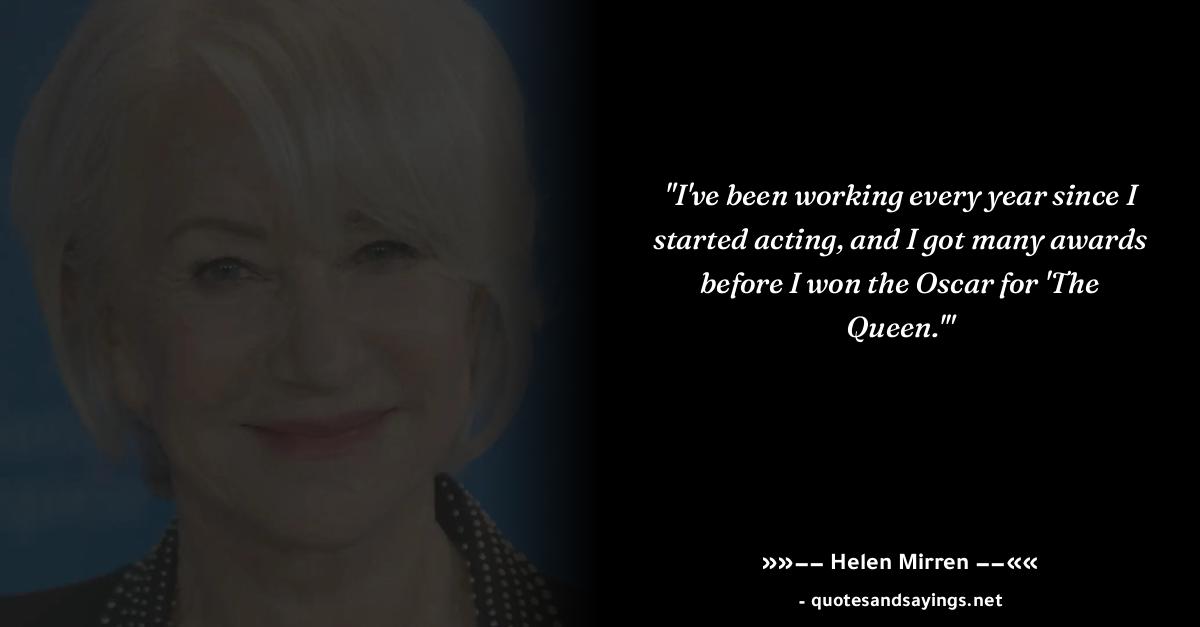 "I've been working every year since I
started acting, and I got many awards
before I won the Oscar for 'The
Queen.'"
»»−− Helen Mirren −−««
- quotesandsayings.net